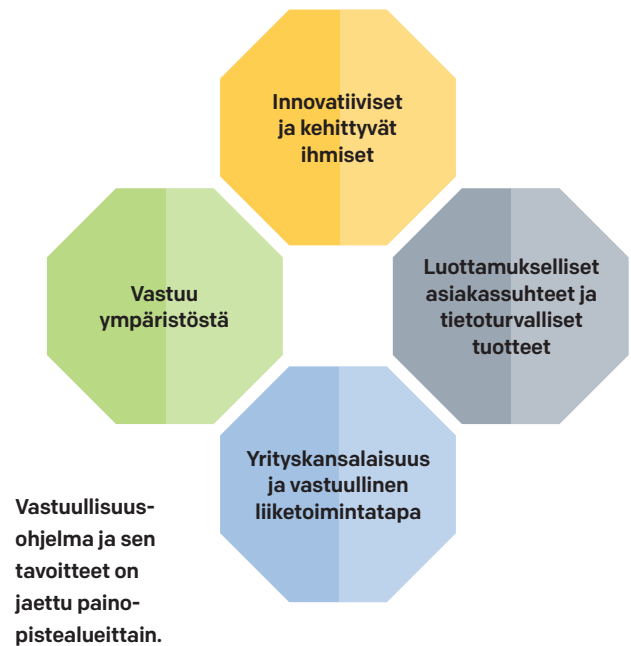 Innovatiiviset
ja kehittyvät
ihmiset
Vastuu
ympäristöstä
Luottamukselliset
asiakassuhteet ja
tietoturvalliset
tuotteet
Yrityskansalaisuus
ja vastuullinen
liiketoimintatapa
Vastuullisuus-
ohjelma ja sen
tavoitteet on
jaettu paino-
pistealueittain.